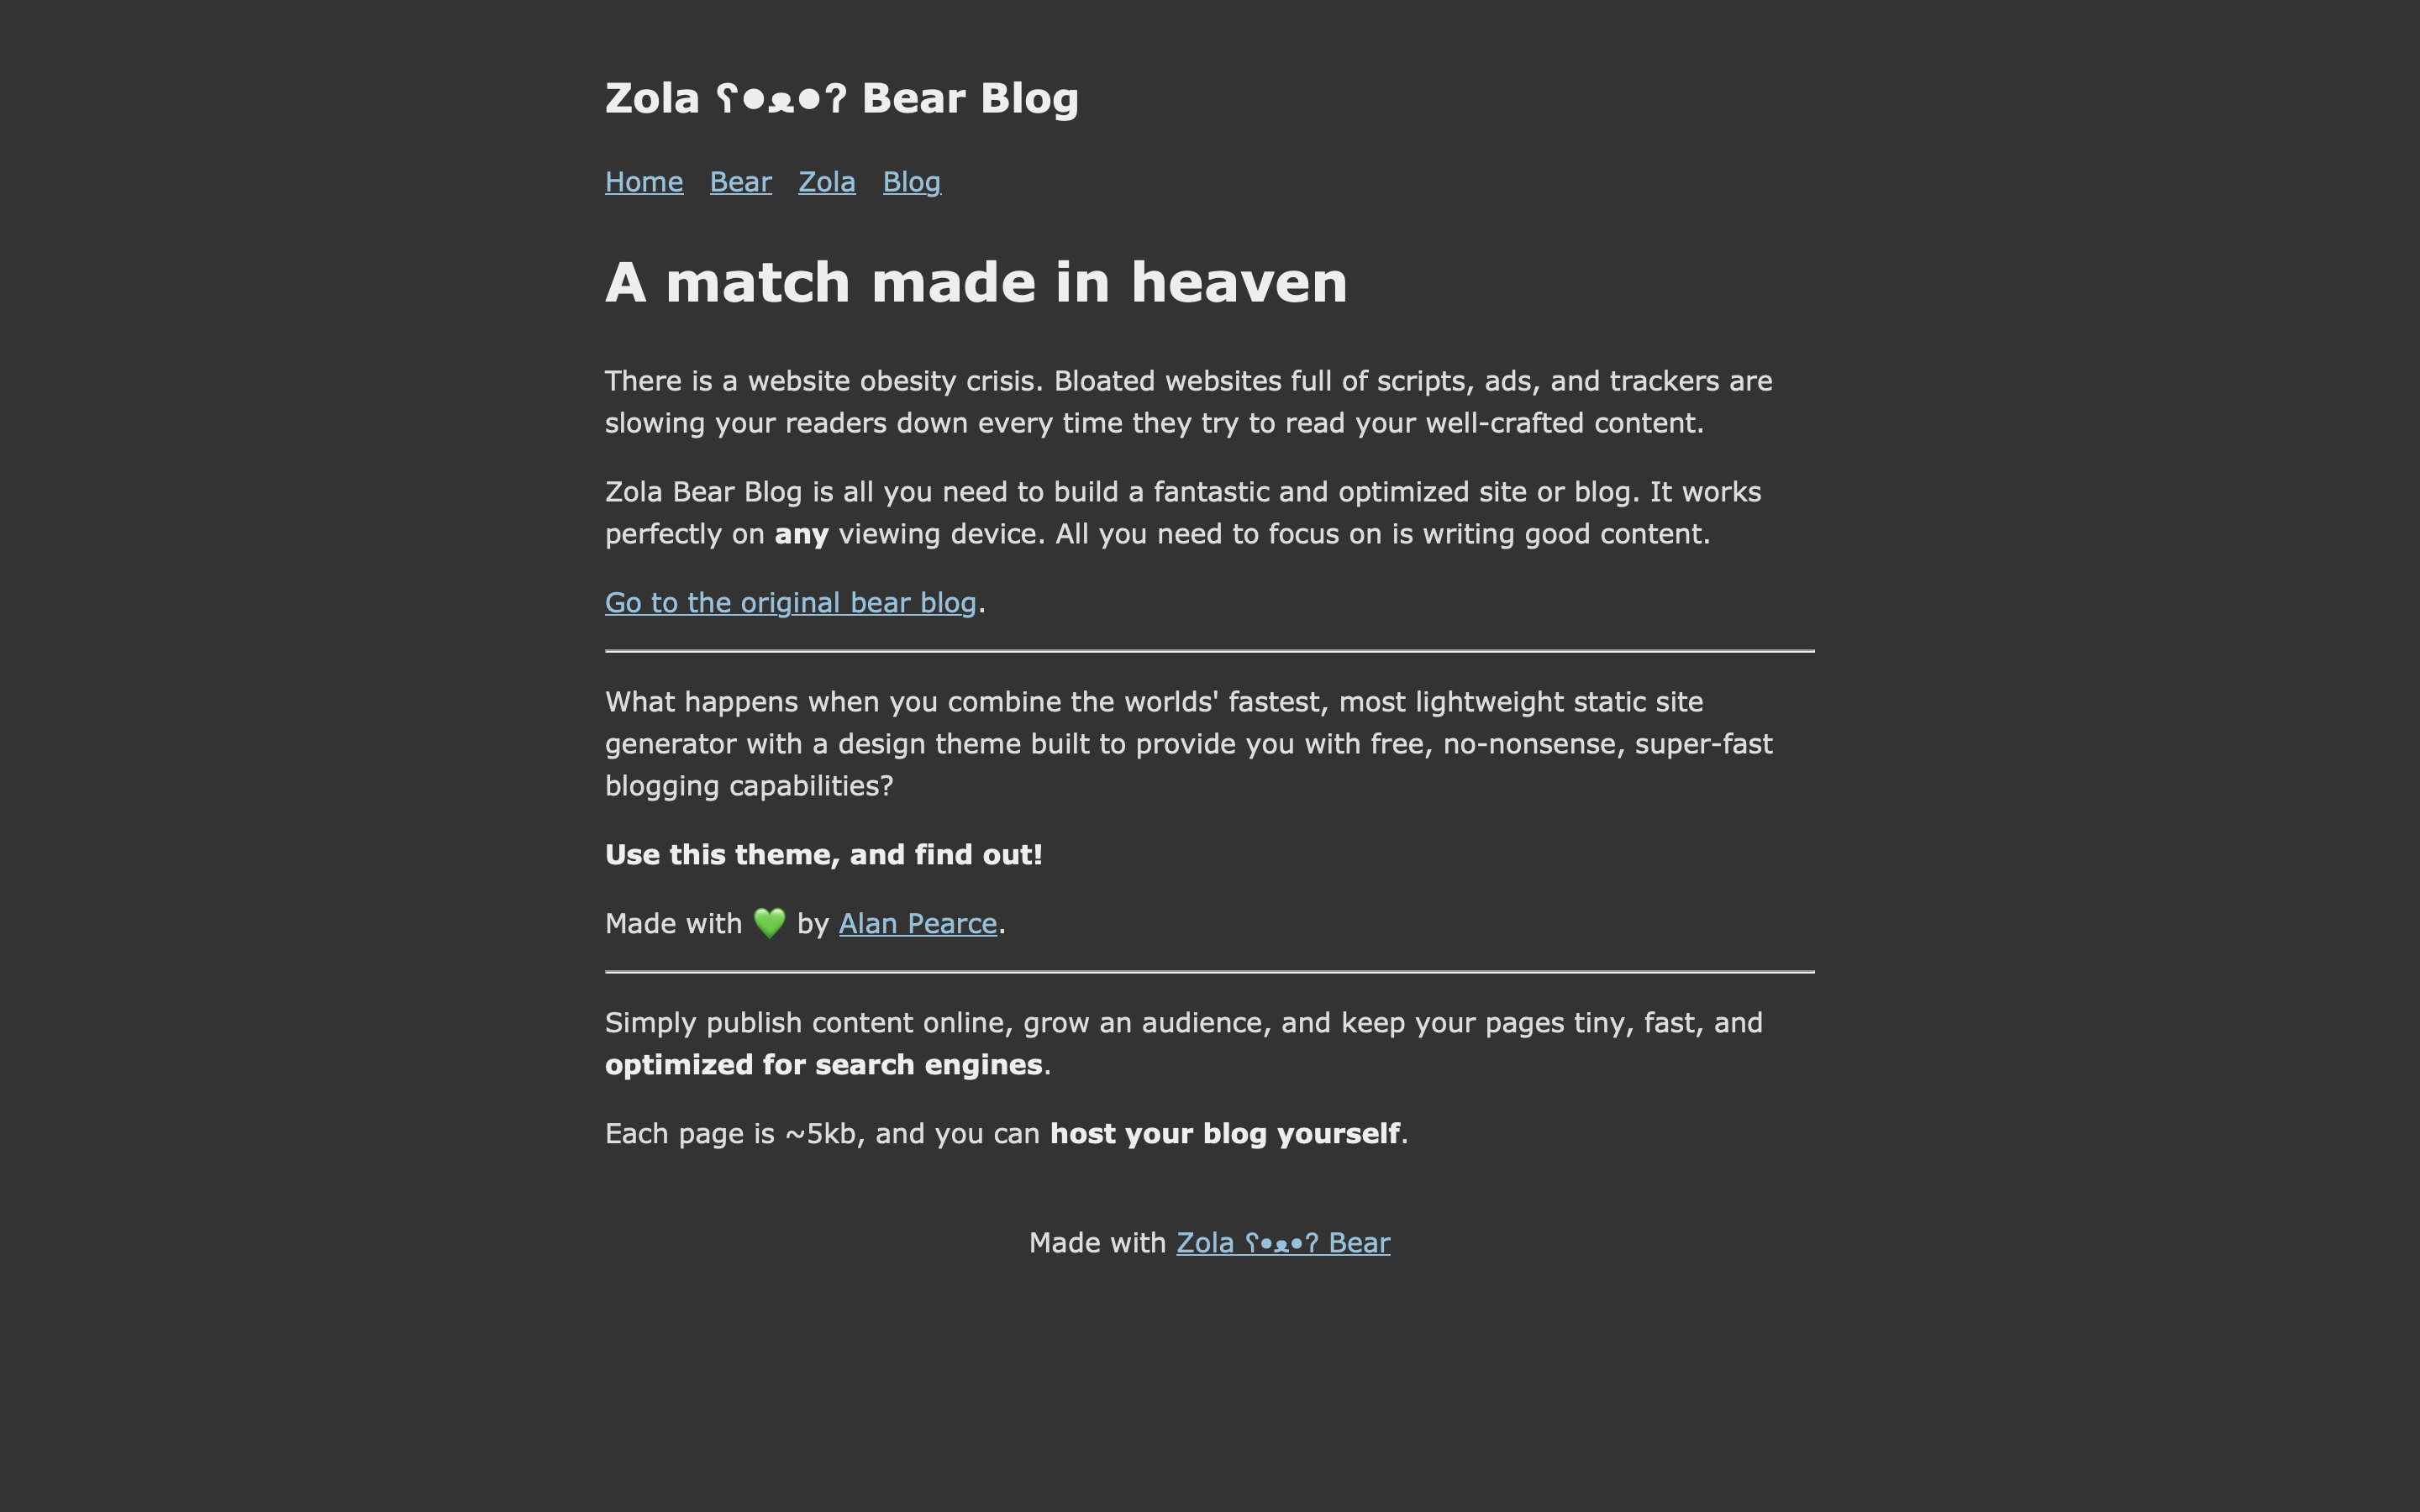 Zola ʕ•ᴥ•ʔ Bear Blog
Home Bear Zola Blog
A match made in heaven
There is a website obesity crisis. Bloated websites full of scripts, ads, and trackers are
slowing your readers down every time they try to read your well-crafted content.
Zola Bear Blog is all you need to build a fantastic and optimized site or blog. It works
perfectly on any viewing device. All you need to focus on is writing good content.
Go to the original bear blog.
What happens when you combine the worlds' fastest, most lightweight static site
generator with a design theme built to provide you with free, no-nonsense, super-fast
blogging capabilities?
Use this theme, and find out!
Made with 💚 by Alan Pearce.
Simply publish content online, grow an audience, and keep your pages tiny, fast, and
optimized for search engines.
Each page is ~5kb, and you can host your blog yourself.
Made with Zola ʕ•ᴥ•ʔ Bear